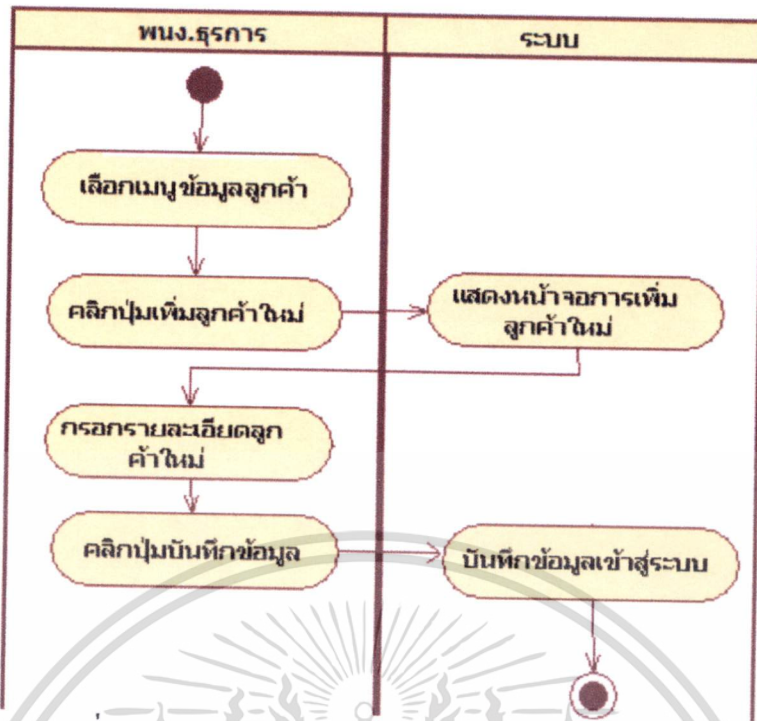 พนง.ธุรการ
ระบบ
เลือกเมนูข้อมูลลูกค้า
คลิกปุ่มเพิ่มลูกค้าใหม่
แสดงหน้าจอการเพิ่ม
ลูกค้าใหม่
กรอกรายละเอียดลูก
ค้าใหม่
คลิกปุ่มบันทึกข้อมูล
บันทึกข้อมูลเข้าสู่ระบบ